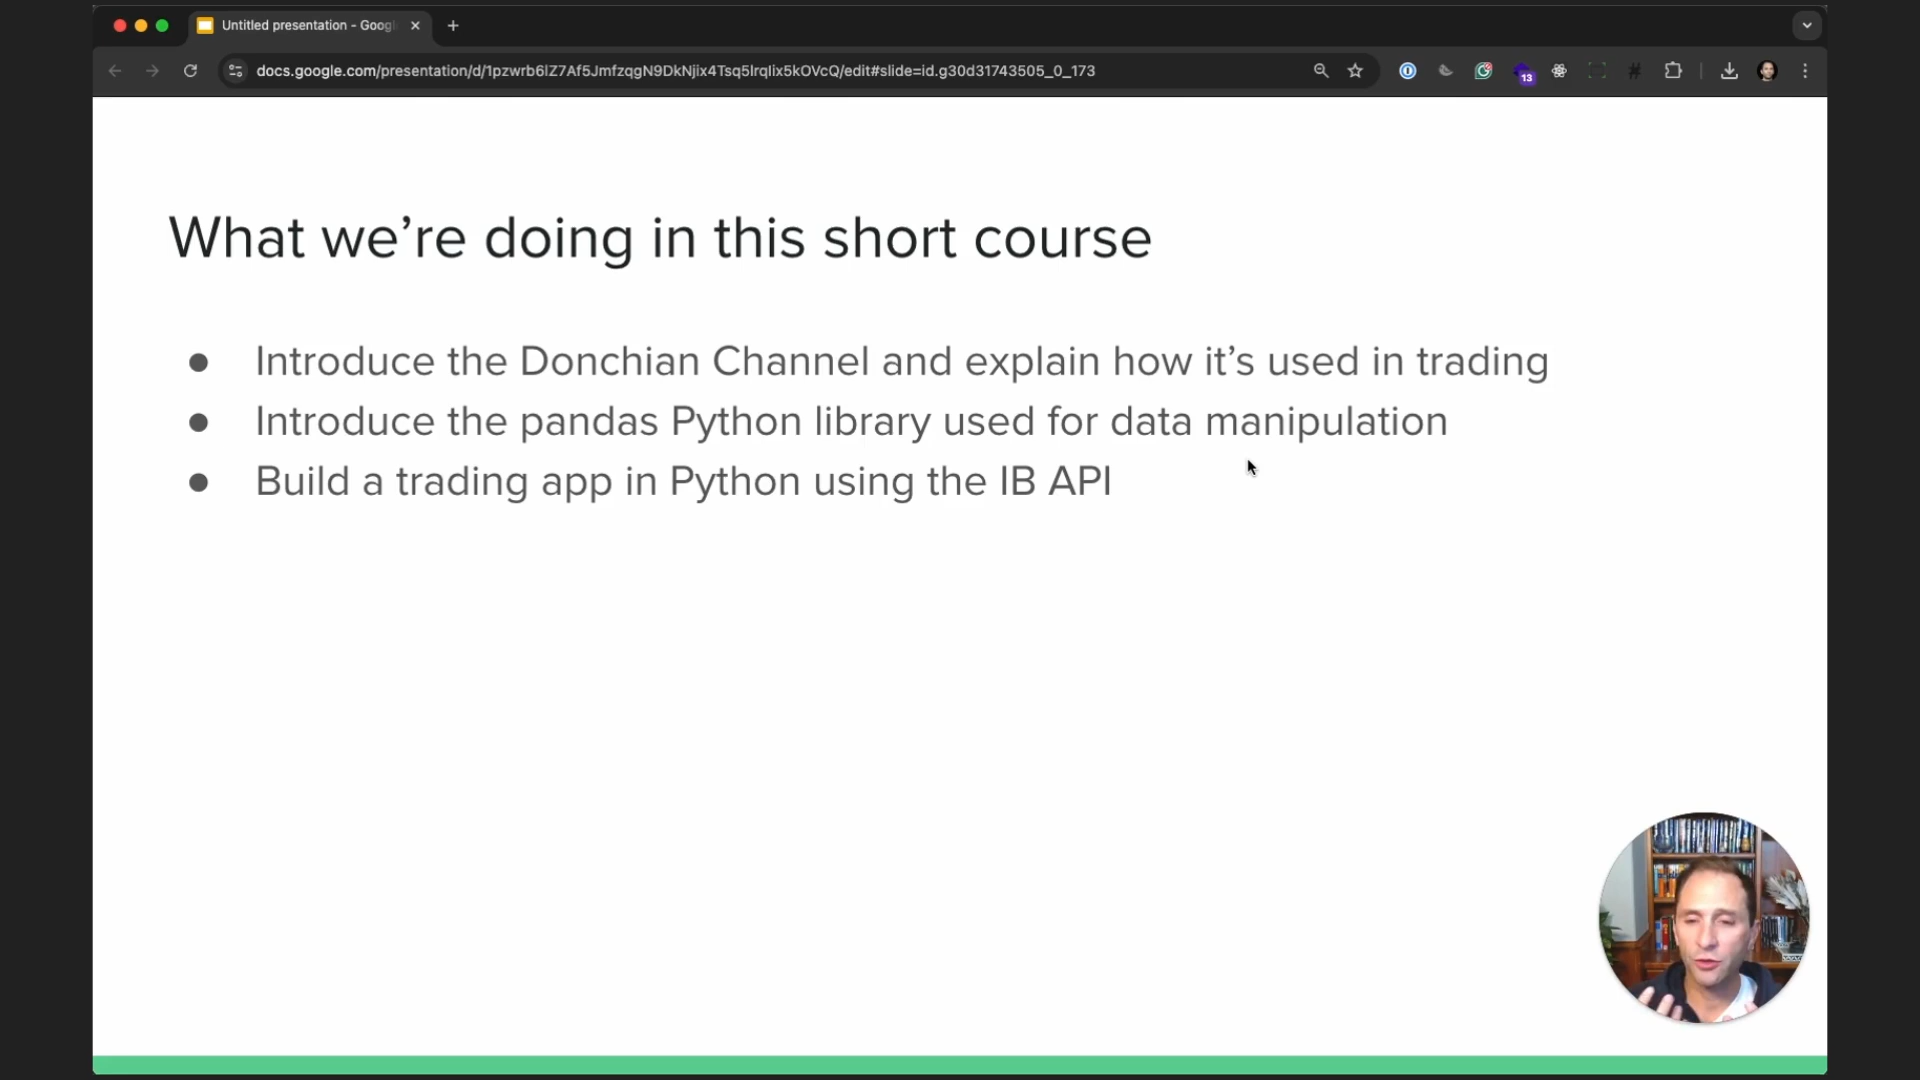 Untitled presentation - Goog
docs.google.com/presentation/d/1pzwrb6lZ7Af5JmfzqgN9DkNjix4Tsq5lrqlix5kOVcQ/edit#slide=id.g30d31743505_0_173
13
What we’re doing in this short course
● Introduce the Donchian Channel and explain how it’s used in trading
● Introduce the pandas Python library used for data manipulation
● Build a trading app in Python using the IB API